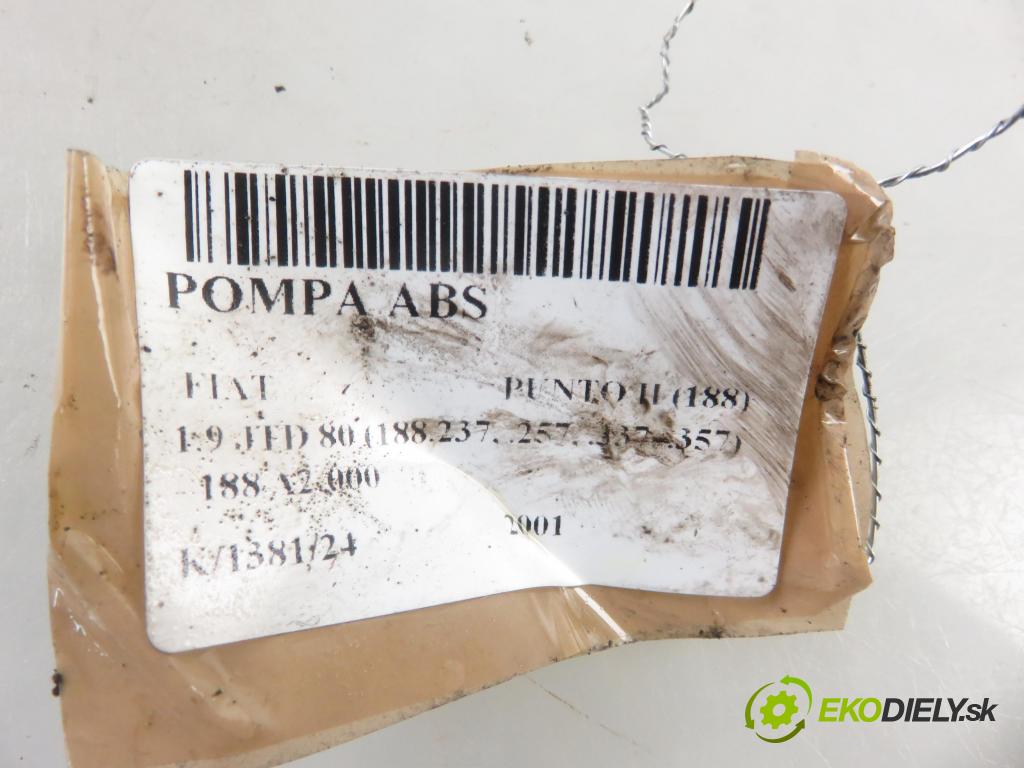 POMPA ABS
FIAT PUNTO II (188)
1.9 JTD 80 (188.237, .257, .337, .357)
188 A2.000
2001
K/1381/24
EKODIELY.sk